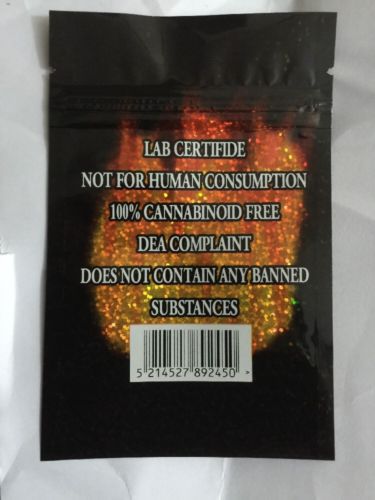 LAB CERTIFIDE
NOT FOR HUMAN CONSUMPTION
100% CANNABINOID FREE
DEA COMPLAINT
DOES NOT CONTAIN ANY BANNED
SUBSTANCES
5 214527 892450 >